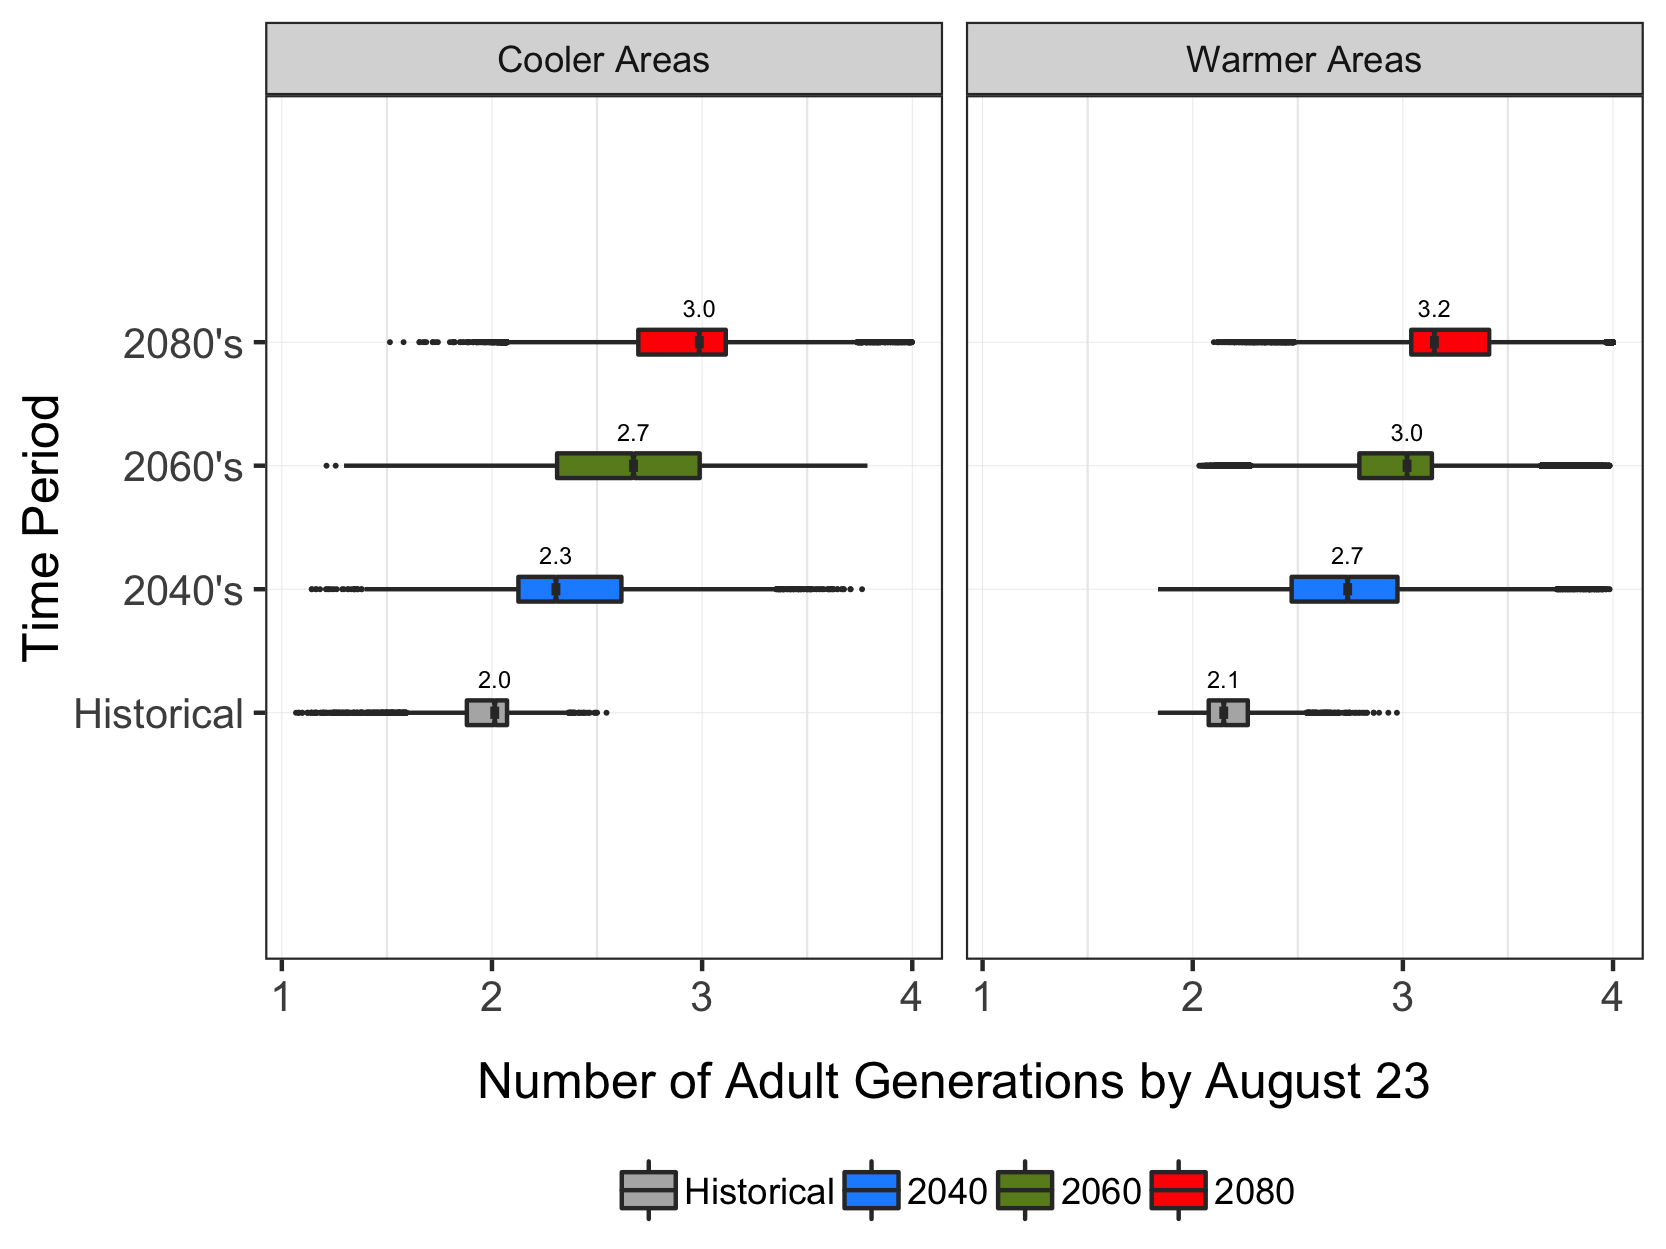 Cooler Areas
Warmer Areas
Time Period
2080's
3.0
3.2
2060's
2.7
3.0
2040's
2.3
2.7
Historical
2.0
2.1
1 2 3 4
1 2 3 4
Number of Adult Generations by August 23
Historical 2040 2060 2080